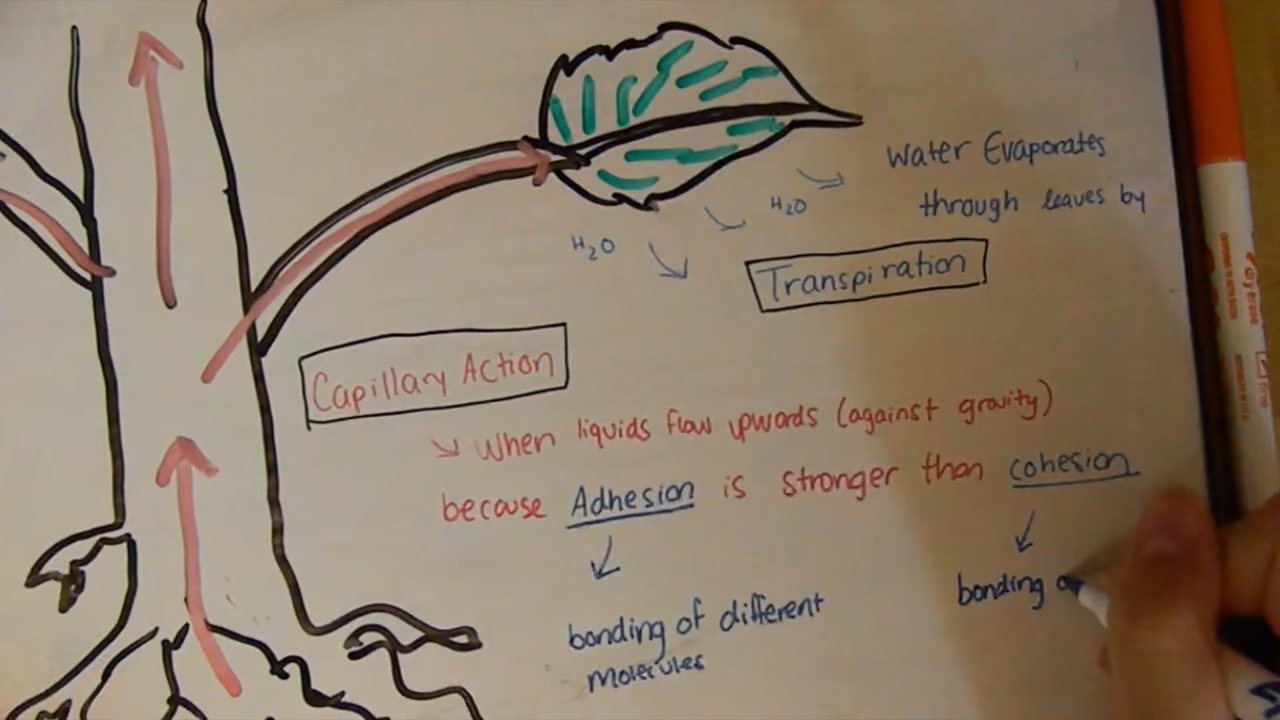 Water Evaporates
through leaves by
H₂O
H₂O
Transpiration
Capillary Action
When liquids flow upwards (against gravity)
because Adhesion is stronger than cohesion
bonding of different
molecules
bonding o